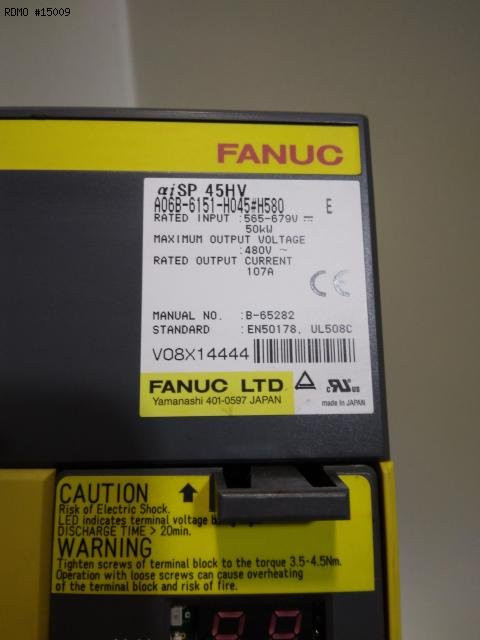 RDMO #15009
FANUC
αiSP 45HV
A06B-6151-H045#H580 E
RATED INPUT :565-679V ⎓
50kW
MAXIMUM OUTPUT VOLTAGE
:480V ~
RATED OUTPUT CURRENT
107A
CE
MANUAL NO. :B-65282
STANDARD :EN50178, UL508C
V08X14444
FANUC LTD
Yamanashi 401-0597 JAPAN
c RU us
made in JAPAN
CAUTION
Risk of Electric Shock.
LED indicates terminal voltage
DISCHARGE TIME > 20min.
WARNING
Tighten screws of terminal block to the torque 3.5-4.5Nm.
Operation with loose screws can cause overheating
of the terminal block and risk of fire.